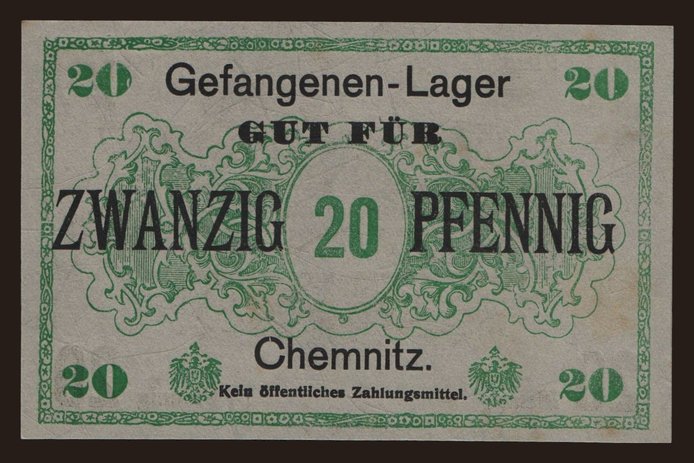 20 Gefangenen-Lager 20
GUT FÜR
ZWANZIG 20 PFENNIG
Chemnitz.
20 Kein öffentliches Zahlungsmittel. 20